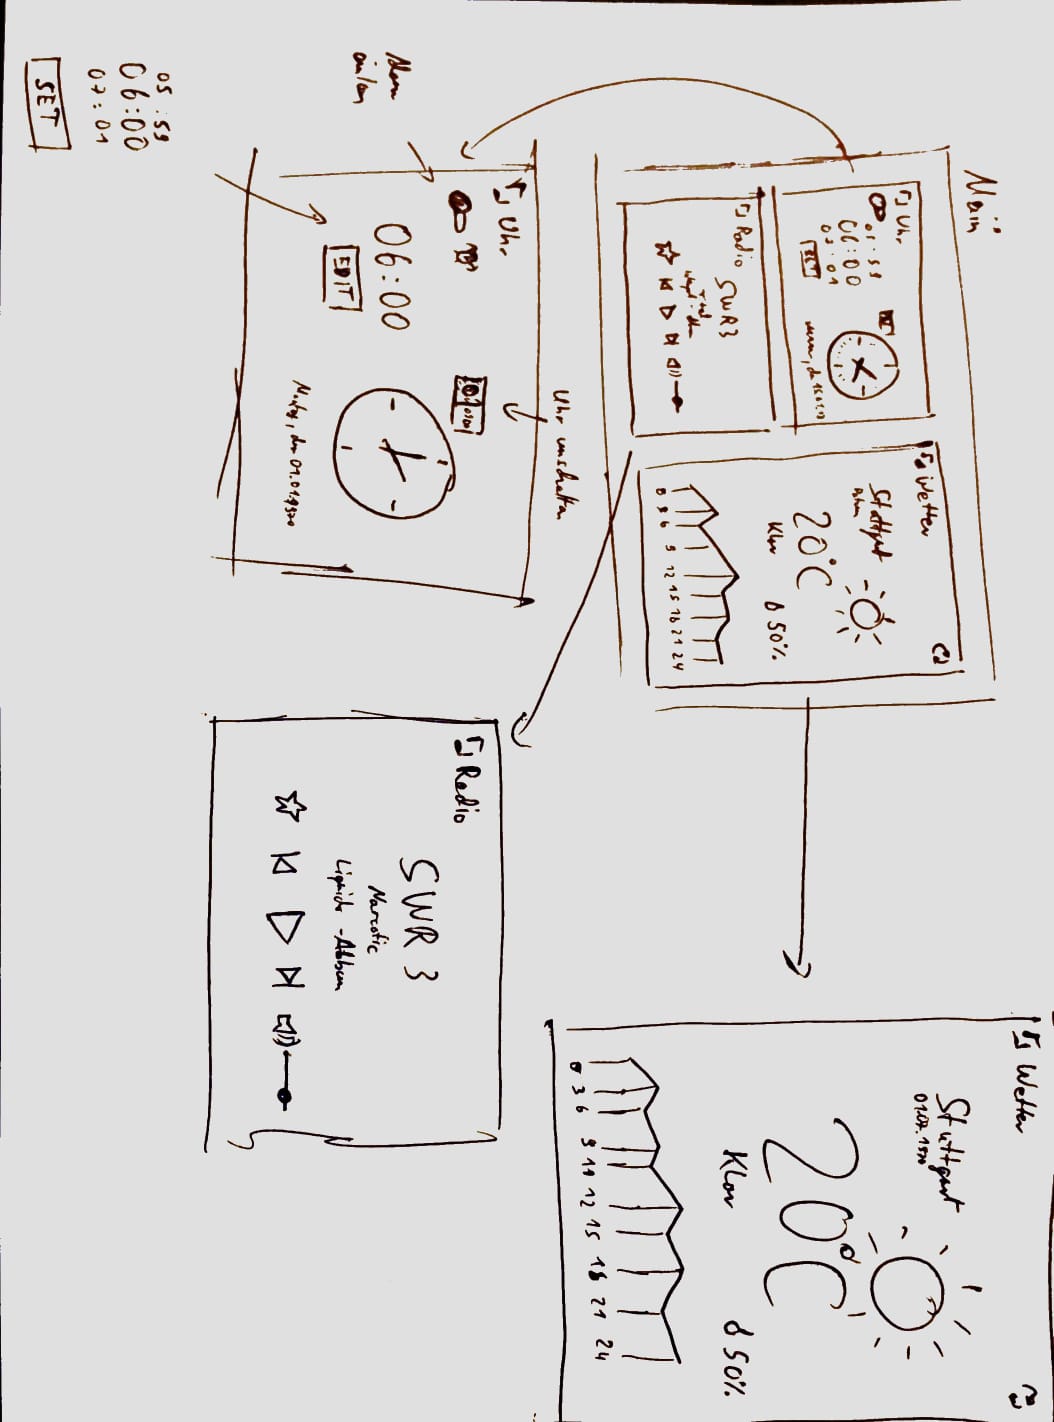 Main
Uhr
05:59
06:00
07:01
SET
Radio
SWR3
Wetter
Stuttgart
20°C
Klar
50%
0 3 6 9 12 15 18 21 24
Alarm
ein/aus
Uhr umschalten
Uhr
06:00
EDIT
Montag, den 01.01.1970
05:59
06:00
07:01
SET
Radio
SWR 3
Narcotic
Liquido - Album
Wetter
Stuttgart
01.01.1970
20°C
Klar
50%
0 3 6 9 11 12 15 18 21 24